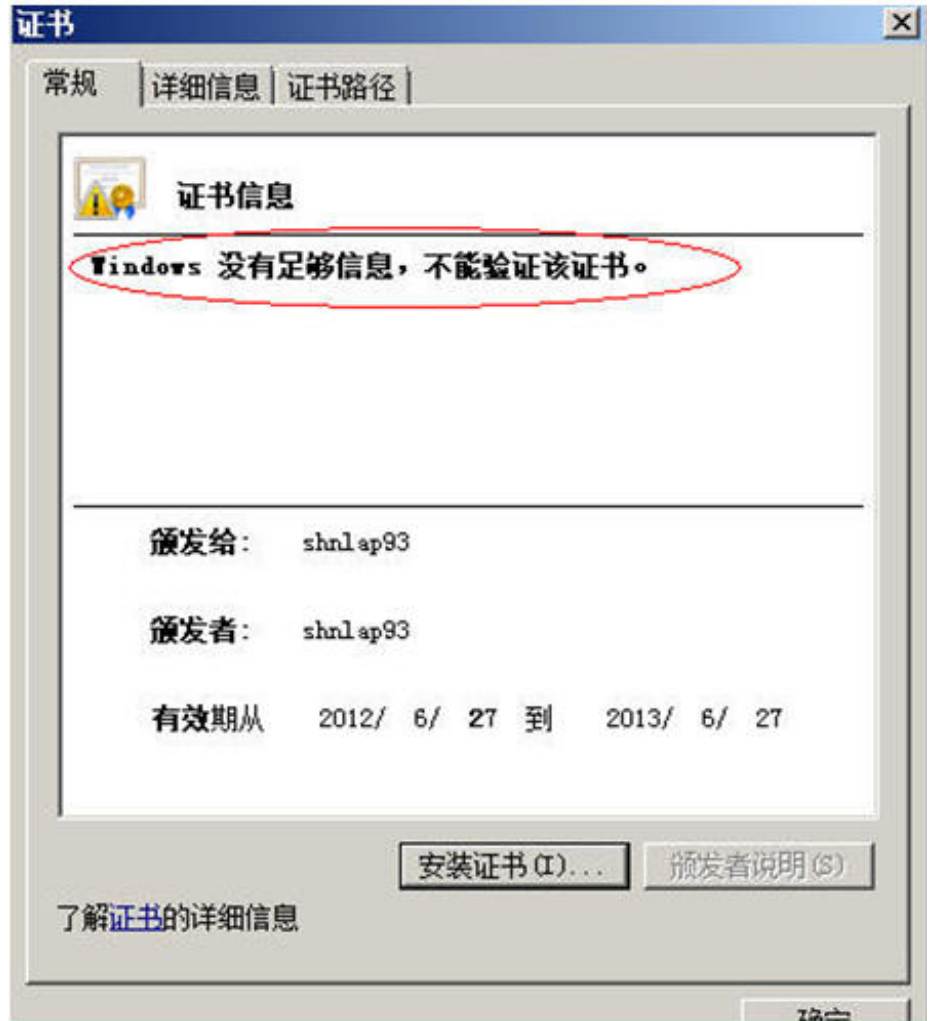 证书
常规 详细信息 证书路径
证书信息
Windows 没有足够信息，不能验证该证书。
颁发给: shnlap93
颁发者: shnlap93
有效期从 2012/ 6/ 27 到 2013/ 6/ 27
安装证书(I)... 颁发者说明(S)
了解证书的详细信息
确定